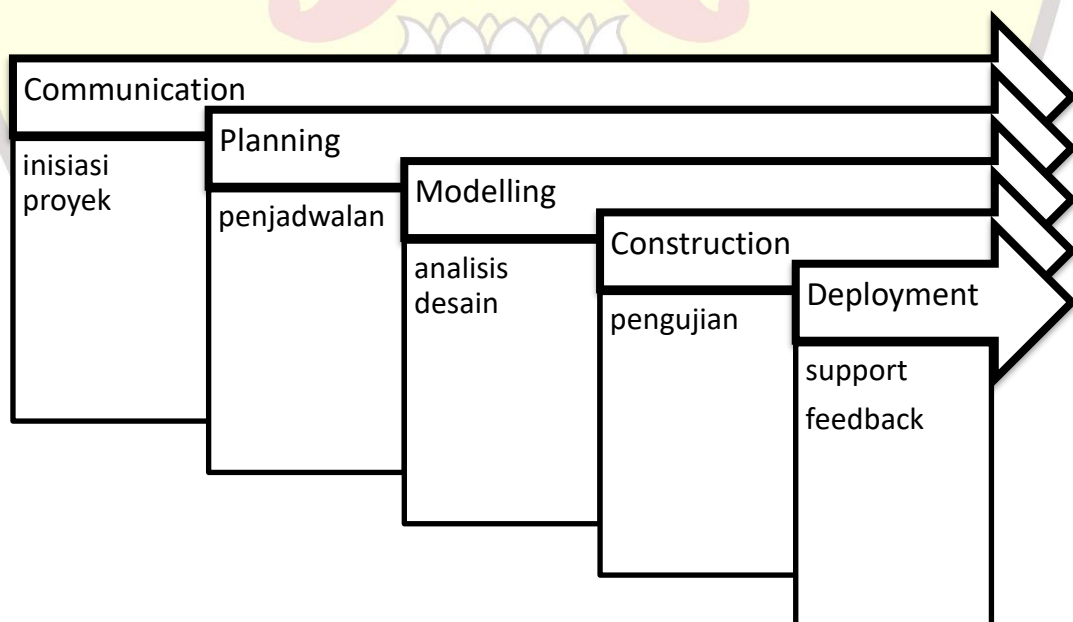 Communication
inisiasi
proyek
Planning
penjadwalan
Modelling
analisis
desain
Construction
pengujian
Deployment
support
feedback